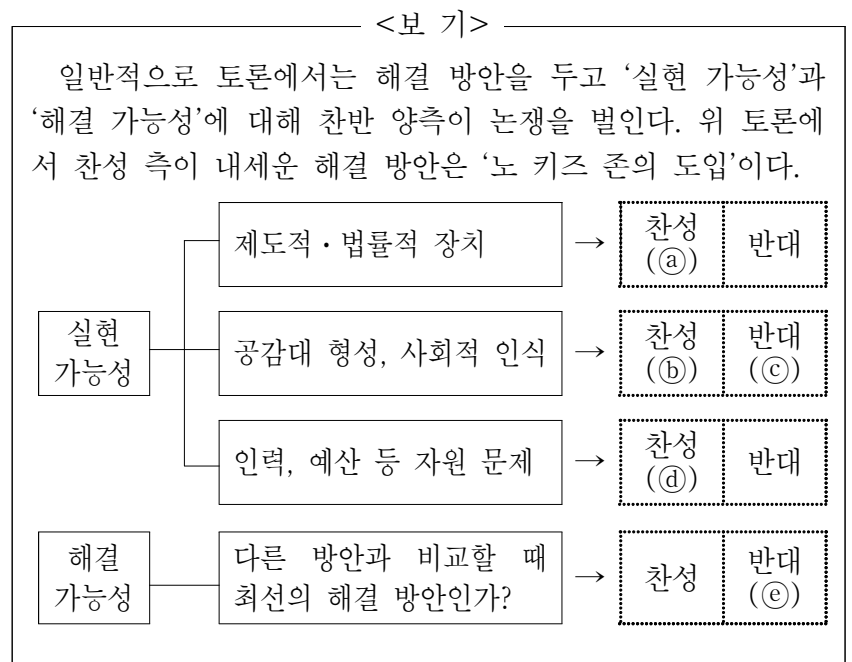 <보 기>
일반적으로 토론에서는 해결 방안을 두고 ‘실현 가능성’과
‘해결 가능성’에 대해 찬반 양측이 논쟁을 벌인다. 위 토론에
서 찬성 측이 내세운 해결 방안은 ‘노 키즈 존의 도입’이다.
제도적·법률적 장치 → 찬성 (ⓐ) 반대
실현 가능성
공감대 형성, 사회적 인식 → 찬성 (ⓑ) 반대 (ⓒ)
인력, 예산 등 자원 문제 → 찬성 (ⓓ) 반대
해결 가능성
다른 방안과 비교할 때
최선의 해결 방안인가? → 찬성 반대 (ⓔ)